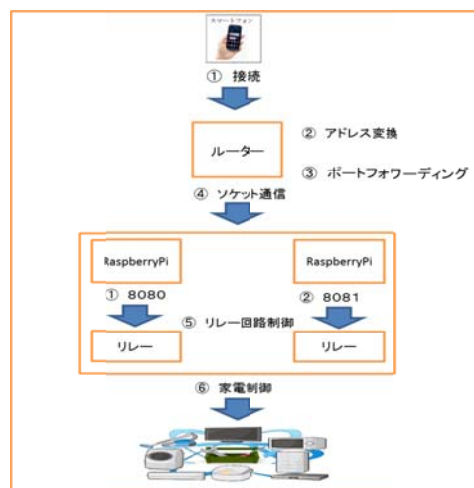 スマートフォン
① 接続
ルーター
② アドレス変換
③ ポートフォワーディング
④ ソケット通信
RaspberryPi
RaspberryPi
① 8080
② 8081
⑤ リレー回路制御
リレー
リレー
⑥ 家電制御